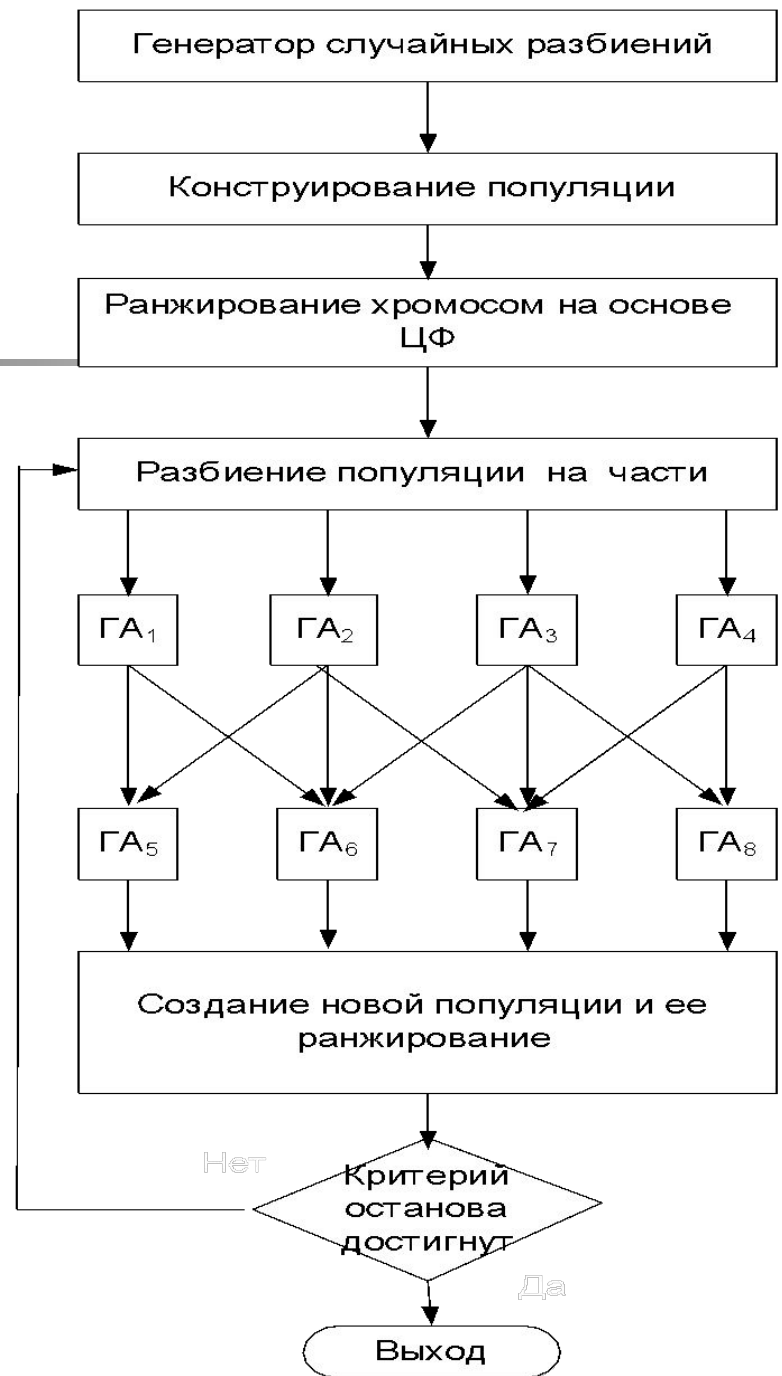 Генератор случайных разбиений
Конструирование популяции
Ранжирование хромосом на основе
ЦФ
Разбиение популяции на части
ГА₁ ГА₂ ГА₃ ГА₄
ГА₅ ГА₆ ГА₇ ГА₈
Создание новой популяции и ее
ранжирование
Нет
Критерий
останова
достигнут
Да
Выход